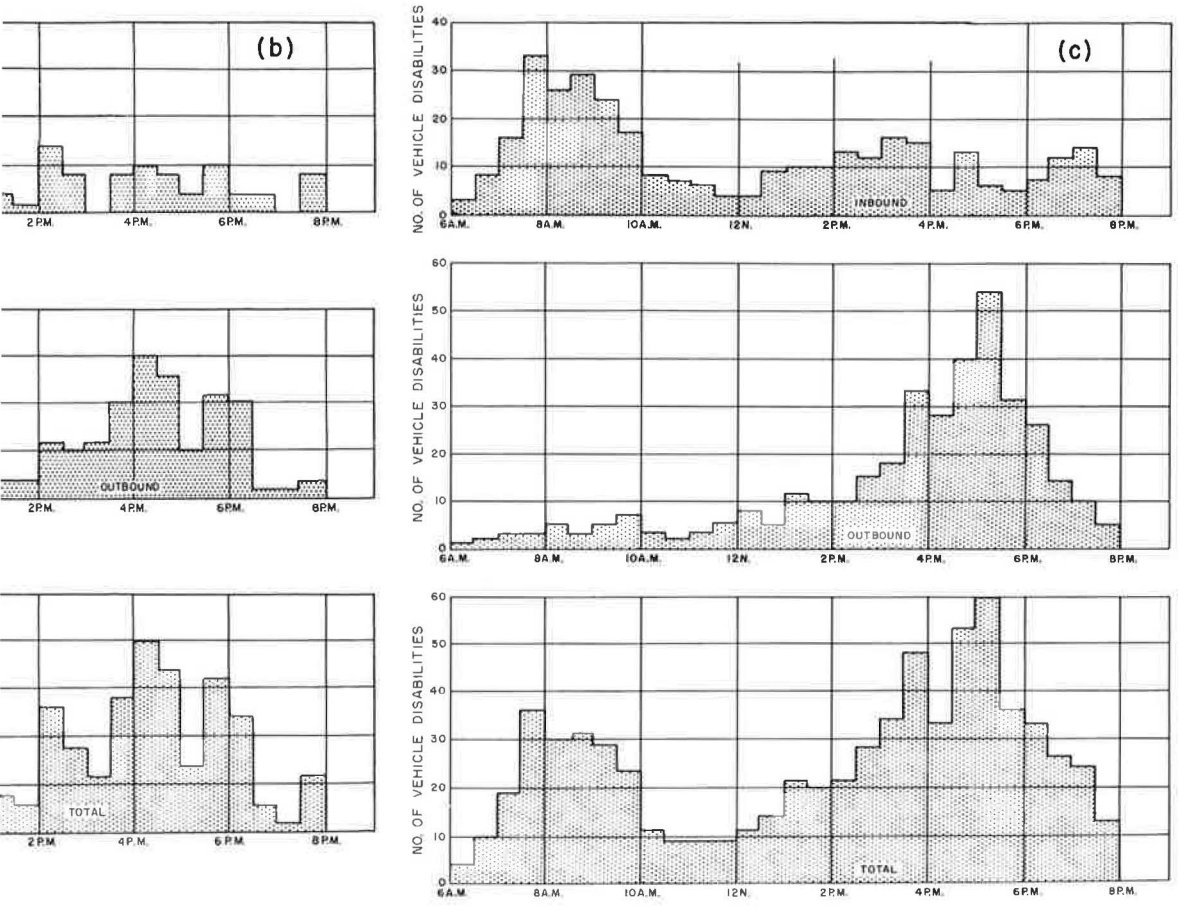 (b)
2 P.M. 4 P.M. 6 P.M. 8 P.M.
OUTBOUND
2 P.M. 4 P.M. 6 P.M. 8 P.M.
TOTAL
2 P.M. 4 P.M. 6 P.M. 8 P.M.
(c)
NO. OF VEHICLE DISABILITIES
40
30
20
10
0
INBOUND
6 A.M. 8 A.M. 10 A.M. 12 N. 2 P.M. 4 P.M. 6 P.M. 8 P.M.
NO. OF VEHICLE DISABILITIES
60
50
40
30
20
10
0
OUTBOUND
6 A.M. 8 A.M. 10 A.M. 12 N. 2 P.M. 4 P.M. 6 P.M. 8 P.M.
NO. OF VEHICLE DISABILITIES
60
50
40
30
20
10
0
TOTAL
6 A.M. 8 A.M. 10 A.M. 12 N. 2 P.M. 4 P.M. 6 P.M. 8 P.M.